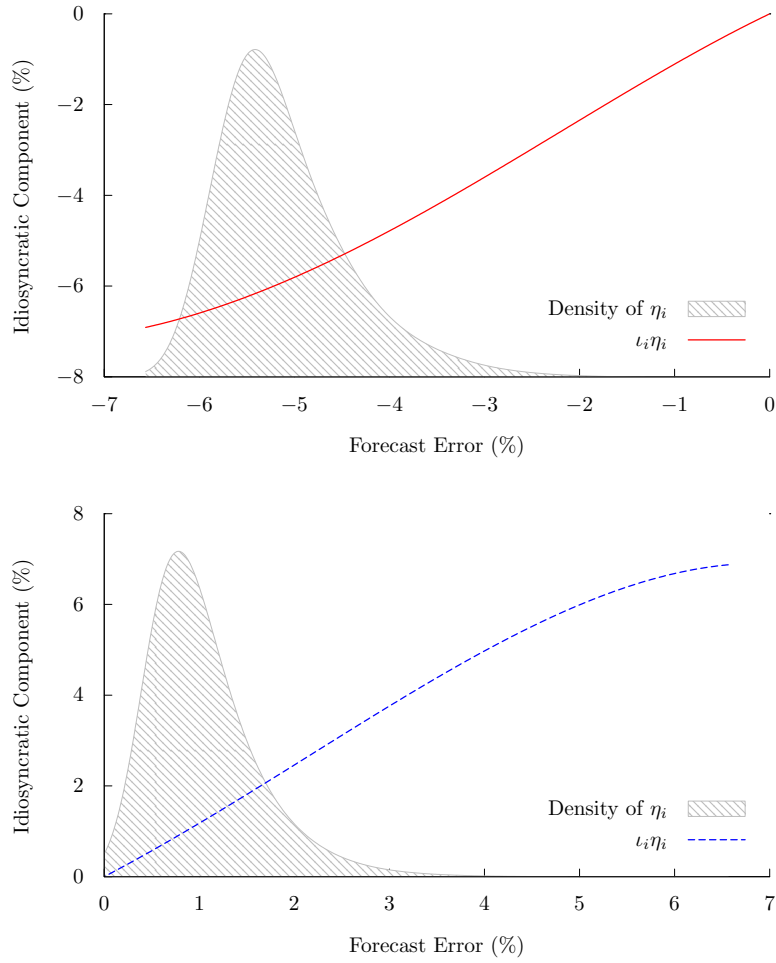 0
−2
−4
−6
−8
Idiosyncratic Component (%)
Density of ηᵢ
ιᵢηᵢ
−7 −6 −5 −4 −3 −2 −1 0
Forecast Error (%)
8
6
4
2
0
Idiosyncratic Component (%)
Density of ηᵢ
ιᵢηᵢ
0 1 2 3 4 5 6 7
Forecast Error (%)